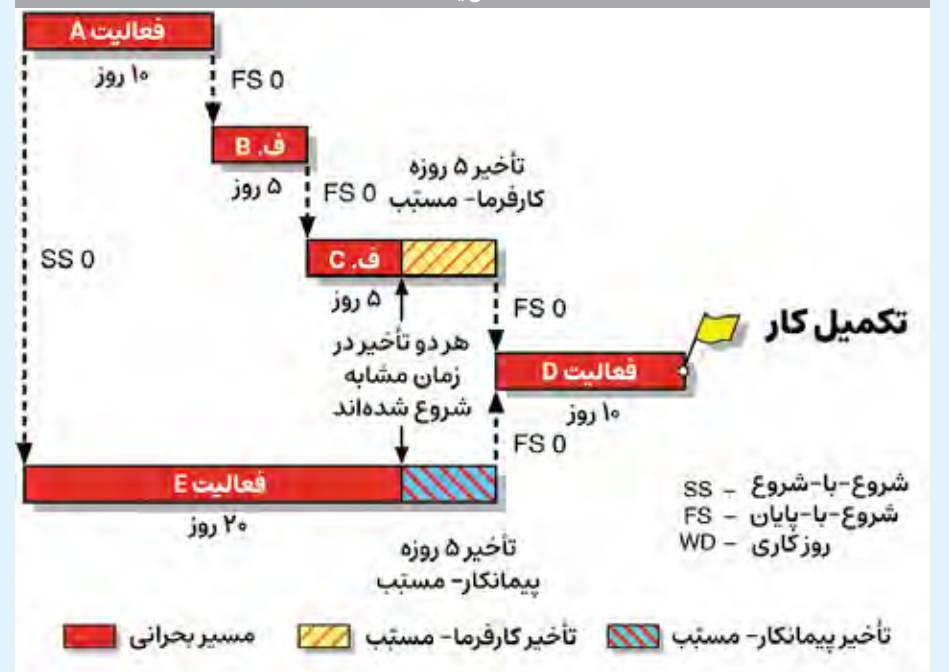 فعالیت A
۱۰ روز
FS 0
ف. B
۵ روز
FS 0
تأخیر ۵ روزه
کارفرما- مسبّب
SS 0
ف. C
۵ روز
FS 0
هر دو تأخیر در
زمان مشابه
شروع شده‌اند
تکمیل کار
فعالیت D
۱۰ روز
FS 0
فعالیت E
۲۰ روز
تأخیر ۵ روزه
پیمانکار- مسبّب
SS – شروع-با-شروع
FS – شروع-با-پایان
WD – روز کاری
مسیر بحرانی
تأخیر کارفرما- مسبّب
تأخیر پیمانکار- مسبّب